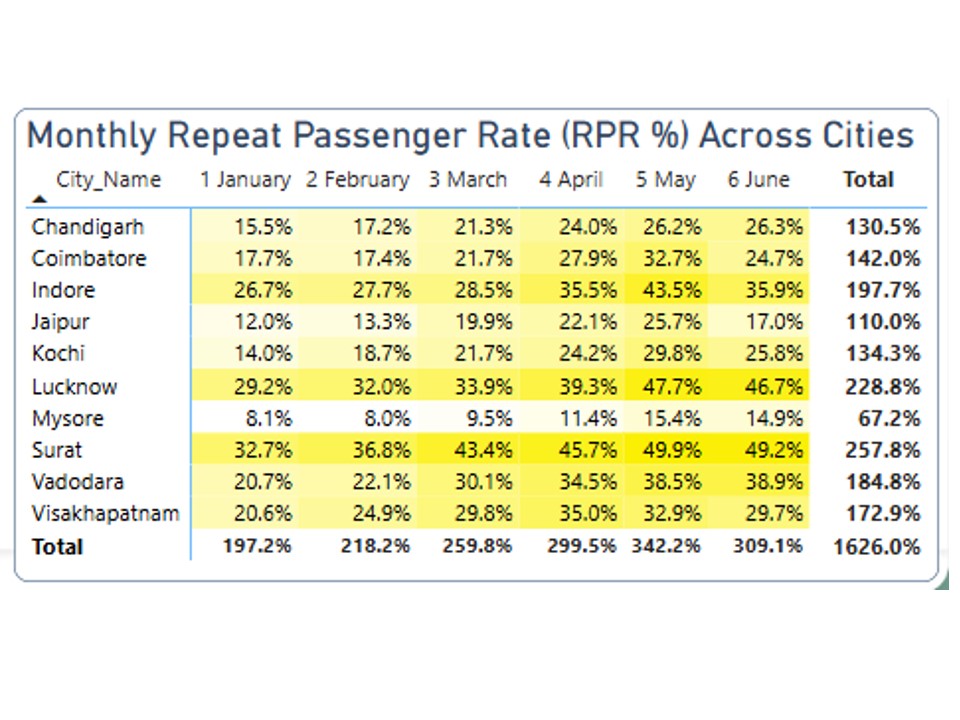 Monthly Repeat Passenger Rate (RPR %) Across Cities
City_Name 1 January 2 February 3 March 4 April 5 May 6 June Total
Chandigarh 15.5% 17.2% 21.3% 24.0% 26.2% 26.3% 130.5%
Coimbatore 17.7% 17.4% 21.7% 27.9% 32.7% 24.7% 142.0%
Indore 26.7% 27.7% 28.5% 35.5% 43.5% 35.9% 197.7%
Jaipur 12.0% 13.3% 19.9% 22.1% 25.7% 17.0% 110.0%
Kochi 14.0% 18.7% 21.7% 24.2% 29.8% 25.8% 134.3%
Lucknow 29.2% 32.0% 33.9% 39.3% 47.7% 46.7% 228.8%
Mysore 8.1% 8.0% 9.5% 11.4% 15.4% 14.9% 67.2%
Surat 32.7% 36.8% 43.4% 45.7% 49.9% 49.2% 257.8%
Vadodara 20.7% 22.1% 30.1% 34.5% 38.5% 38.9% 184.8%
Visakhapatnam 20.6% 24.9% 29.8% 35.0% 32.9% 29.7% 172.9%
Total 197.2% 218.2% 259.8% 299.5% 342.2% 309.1% 1626.0%